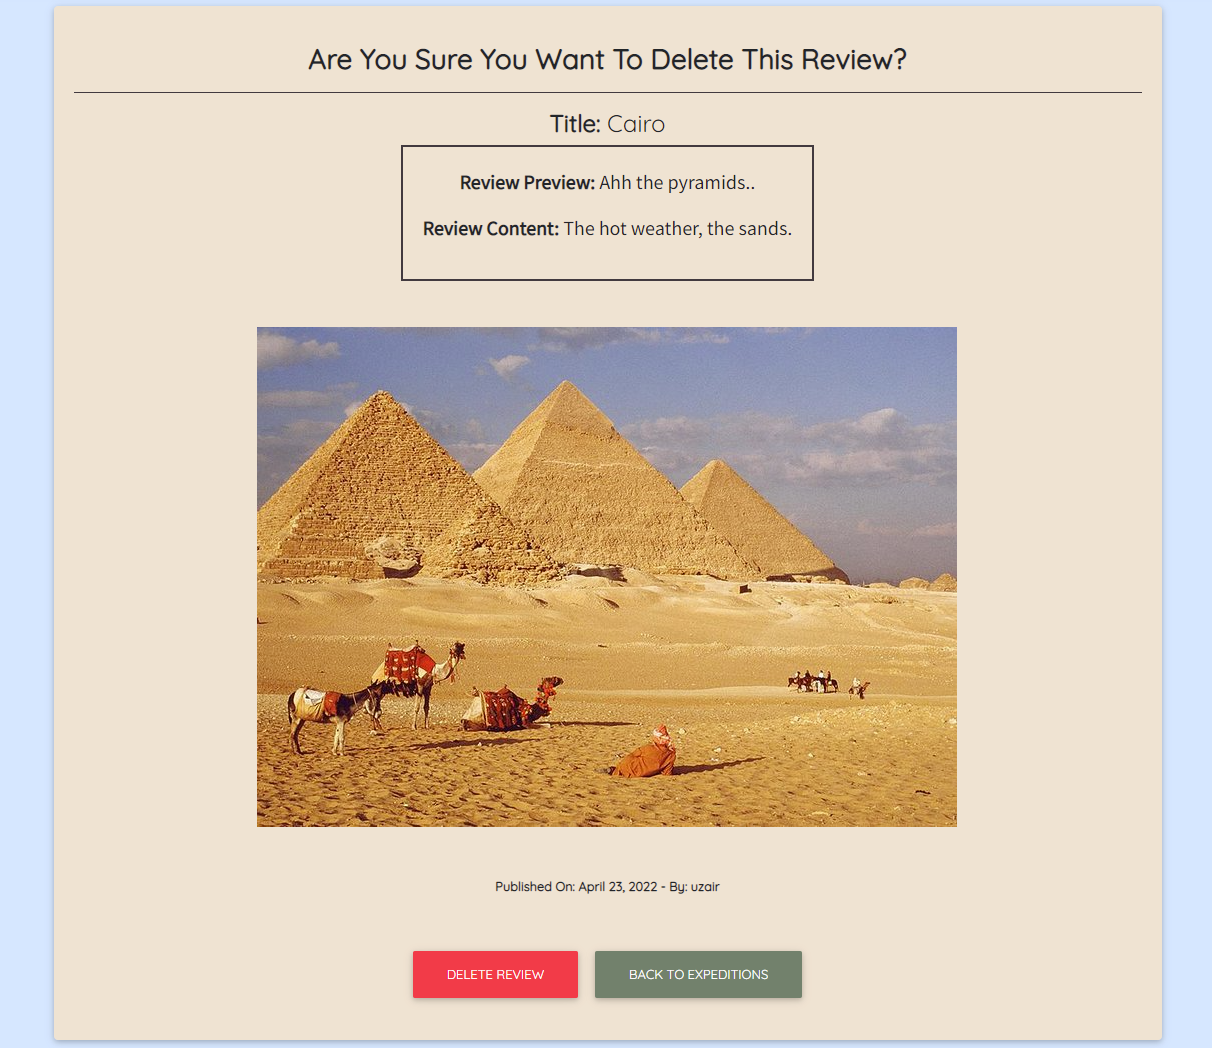 Are You Sure You Want To Delete This Review?
Title: Cairo
Review Preview: Ahh the pyramids..
Review Content: The hot weather, the sands.
Published On: April 23, 2022 - By: uzair
DELETE REVIEW
BACK TO EXPEDITIONS